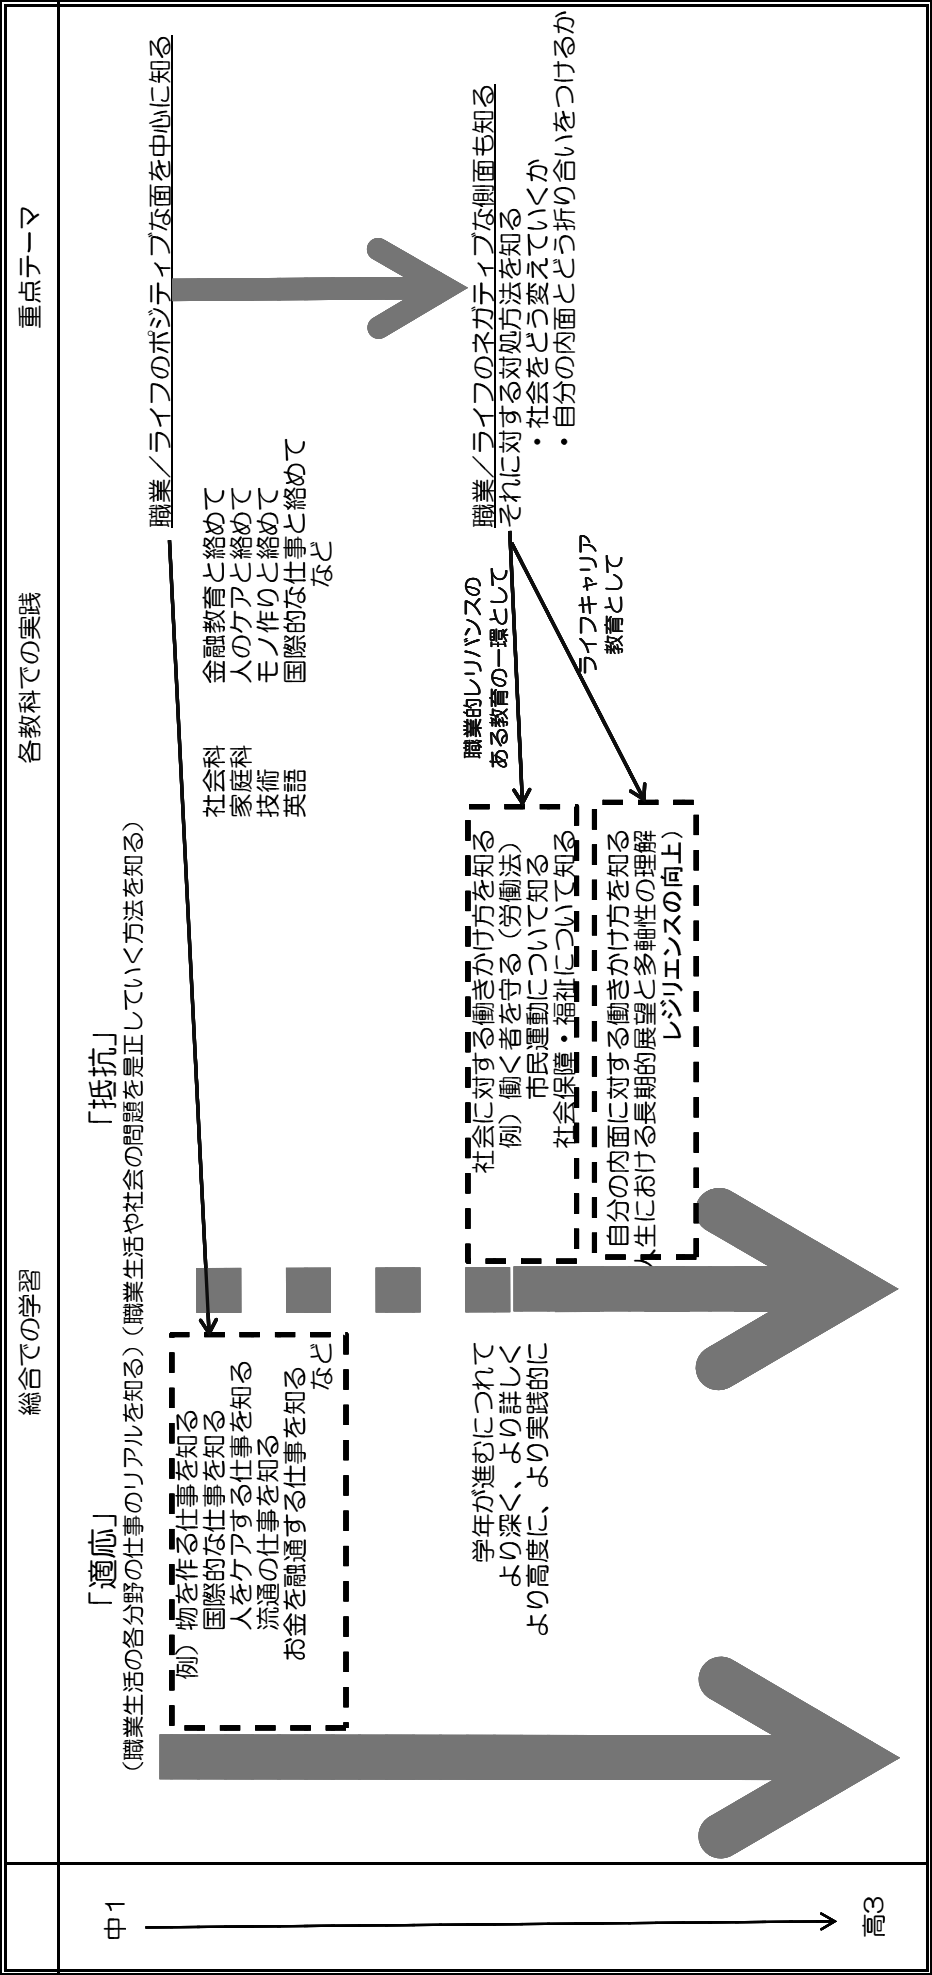 総合での学習
各教科での実践
重点テーマ
中1
高3
「適応」
「抵抗」
（職業生活の各分野の仕事のリアルを知る）（職業生活や社会の問題を是正していく方法を知る）
例）物を作る仕事を知る
国際的な仕事を知る
人をケアする仕事を知る
流通の仕事を知る
お金を融通する仕事を知る
など
学年が進むにつれて
より深く、より詳しく
より高度に、より実践的に
社会科　金融教育と絡めて
家庭科　人のケアと絡めて
技術　モノ作りと絡めて
英語　国際的な仕事と絡めて
など
職業／ライフのポジティブな面を中心に知る
職業／ライフのネガティブな側面も知る
それに対する対処方法を知る
・社会をどう変えていくか
・自分の内面とどう折り合いをつけるか
職業的レリバンスの
ある教育の一環として
ライフキャリア
教育として
社会に対する働きかけ方を知る
例）働く者を守る（労働法）
市民運動について知る
社会保障・福祉について知る
自分の内面に対する働きかけ方を知る
人生における長期的展望と多軸性の理解
レジリエンスの向上）